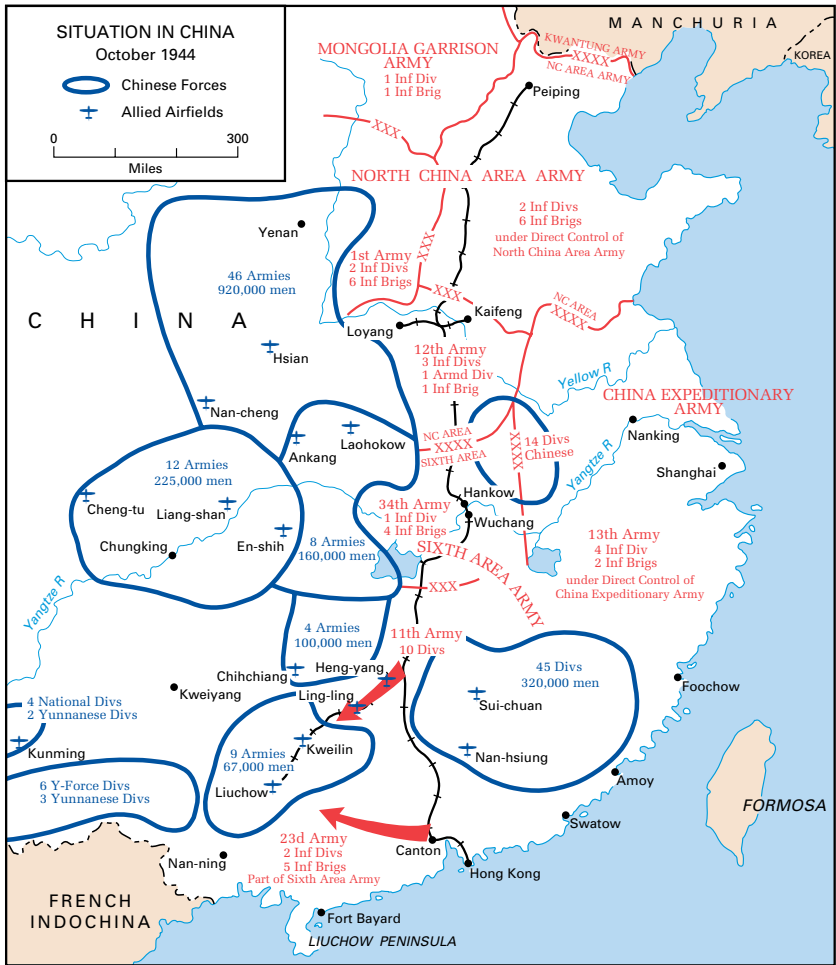 SITUATION IN CHINA
October 1944
Chinese Forces
Allied Airfields
0
300
Miles
MANCHURIA
KOREA
KWANTUNG ARMY
XXXX
NC AREA ARMY
MONGOLIA GARRISON
ARMY
1 Inf Div
1 Inf Brig
Peiping
XXX
NORTH CHINA AREA ARMY
2 Inf Divs
6 Inf Brigs
under Direct Control of
North China Area Army
Yenan
1st Army
2 Inf Divs
6 Inf Brigs
XXX
46 Armies
920,000 men
XXX
CHINA
NC AREA
XXXX
Kaifeng
Loyang
Hsian
12th Army
3 Inf Divs
1 Armd Div
1 Inf Brig
Yellow R
Nan-cheng
CHINA EXPEDITIONARY
ARMY
Nanking
Ankang
Laohokow
NC AREA
XXXX
SIXTH AREA
XXXX
14 Divs
Chinese
Yangtze R
Shanghai
12 Armies
225,000 men
Cheng-tu
Liang-shan
Hankow
Wuchang
34th Army
1 Inf Div
4 Inf Brigs
Chungking
En-shih
8 Armies
160,000 men
SIXTH AREA ARMY
13th Army
4 Inf Div
2 Inf Brigs
under Direct Control of
China Expeditionary Army
Yangtze R
XXX
4 Armies
100,000 men
11th Army
10 Divs
45 Divs
320,000 men
Chihchiang
Heng-yang
Foochow
Kweiyang
Ling-ling
Sui-chuan
4 National Divs
2 Yunnanese Divs
Kunming
Kweilin
Nan-hsiung
9 Armies
67,000 men
6 Y-Force Divs
3 Yunnanese Divs
Liuchow
Amoy
FORMOSA
Swatow
23d Army
2 Inf Divs
5 Inf Brigs
Part of Sixth Area Army
Canton
Nan-ning
Hong Kong
FRENCH
INDOCHINA
Fort Bayard
LIUCHOW PENINSULA